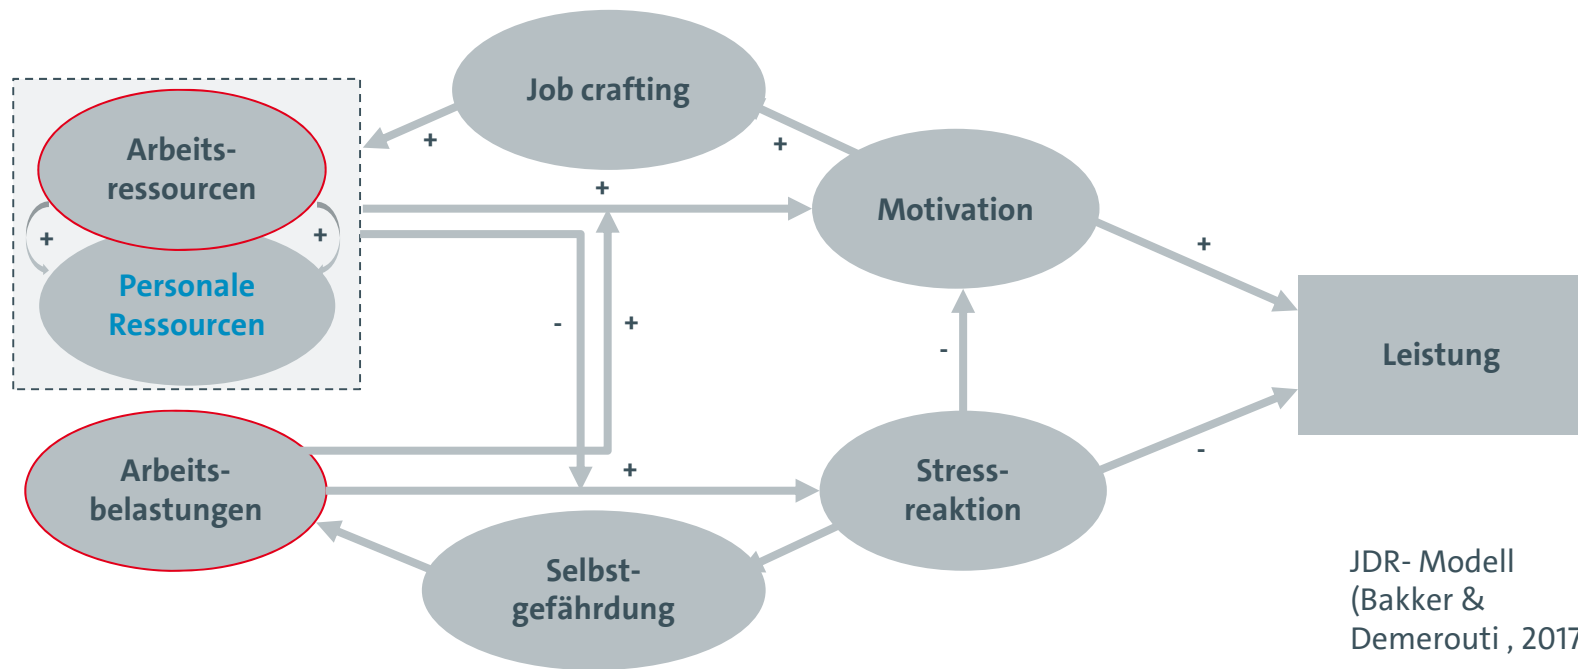 Job crafting
+
+
Arbeits-
ressourcen
+
+
Personale
Ressourcen
+
Motivation
+
-
+
-
Leistung
Arbeits-
belastungen
+
Stress-
reaktion
-
Selbst-
gefährdung
JDR- Modell
(Bakker &
Demerouti , 2017